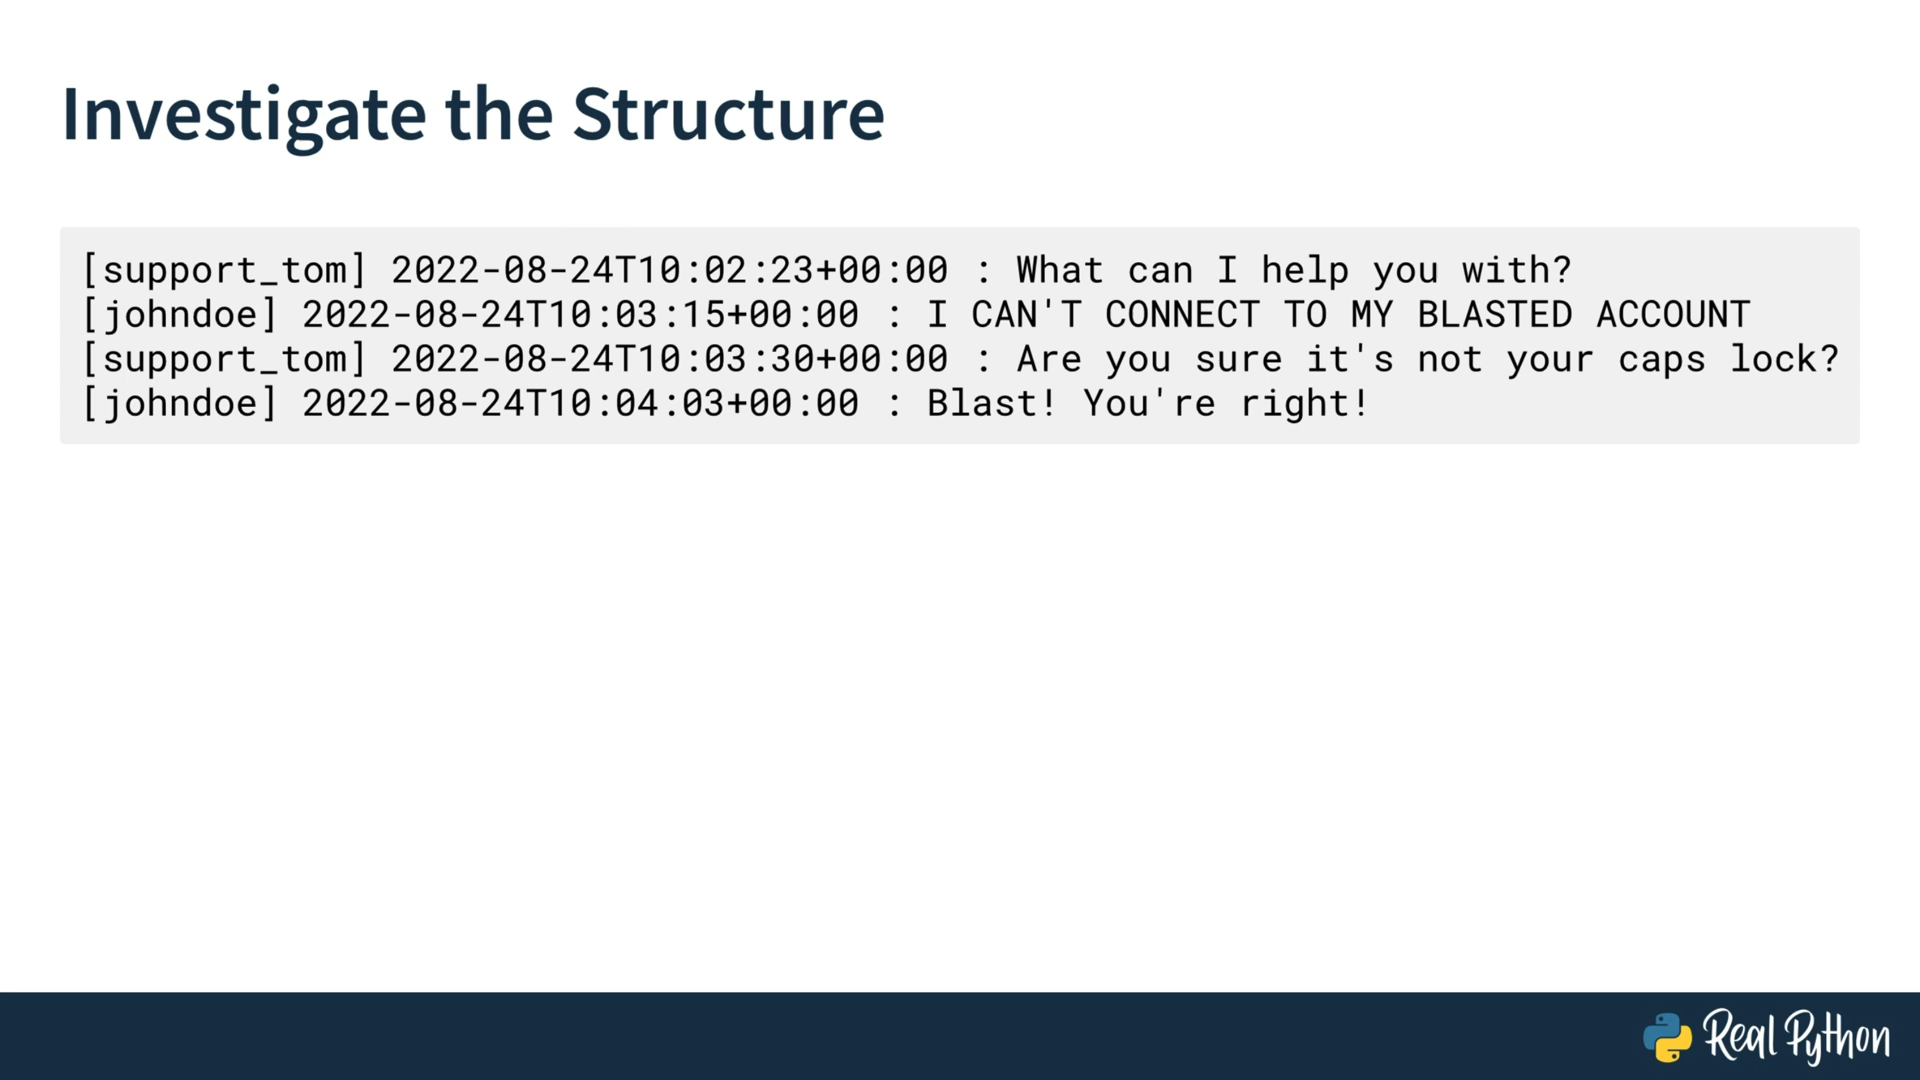 Investigate the Structure
[support_tom] 2022-08-24T10:02:23+00:00 : What can I help you with?
[johndoe] 2022-08-24T10:03:15+00:00 : I CAN'T CONNECT TO MY BLASTED ACCOUNT
[support_tom] 2022-08-24T10:03:30+00:00 : Are you sure it's not your caps lock?
[johndoe] 2022-08-24T10:04:03+00:00 : Blast! You're right!
Real Python